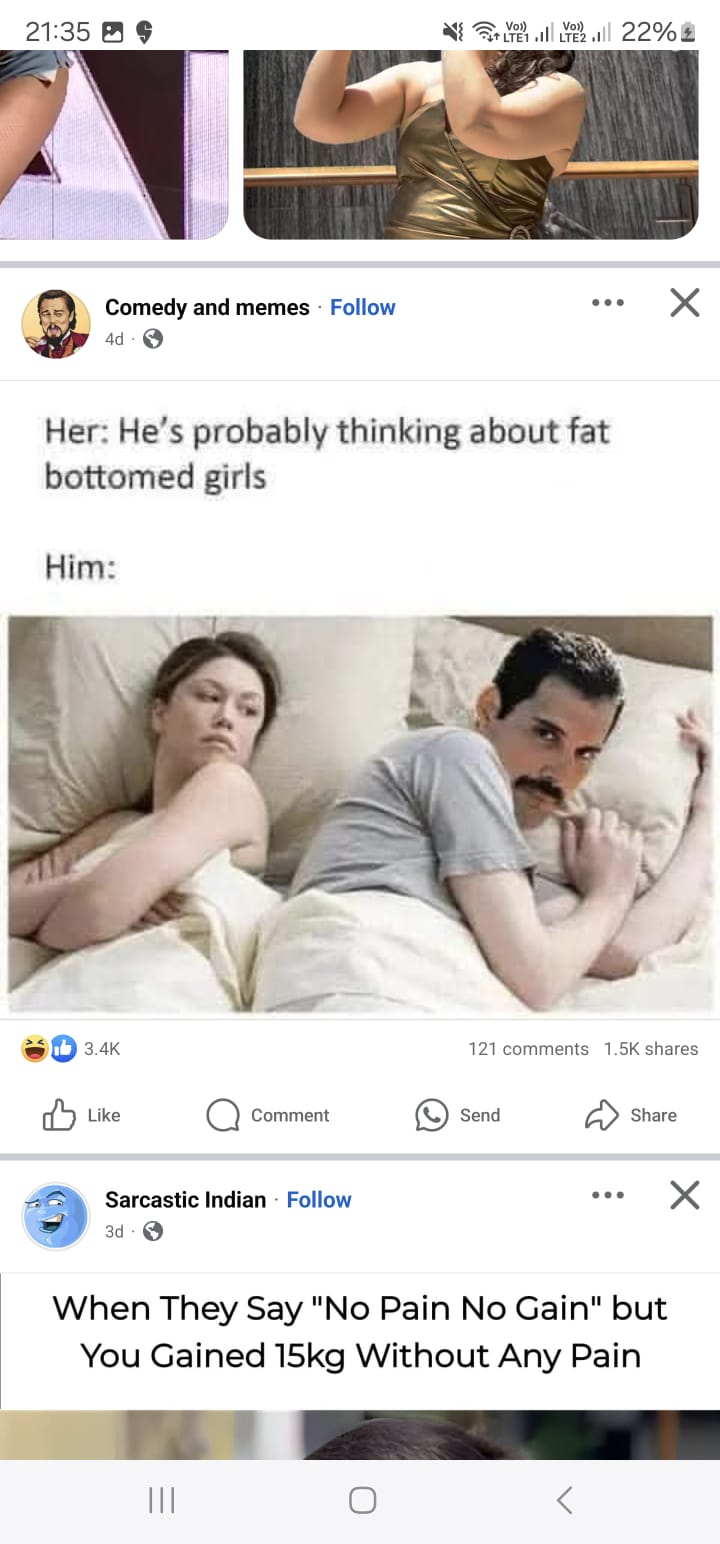 21:35 Vo)) LTE1 Vo)) LTE2 22%
Comedy and memes · Follow
4d ·
Her: He's probably thinking about fat
bottomed girls
Him:
3.4K 121 comments 1.5K shares
Like Comment Send Share
Sarcastic Indian · Follow
3d ·
When They Say "No Pain No Gain" but
You Gained 15kg Without Any Pain